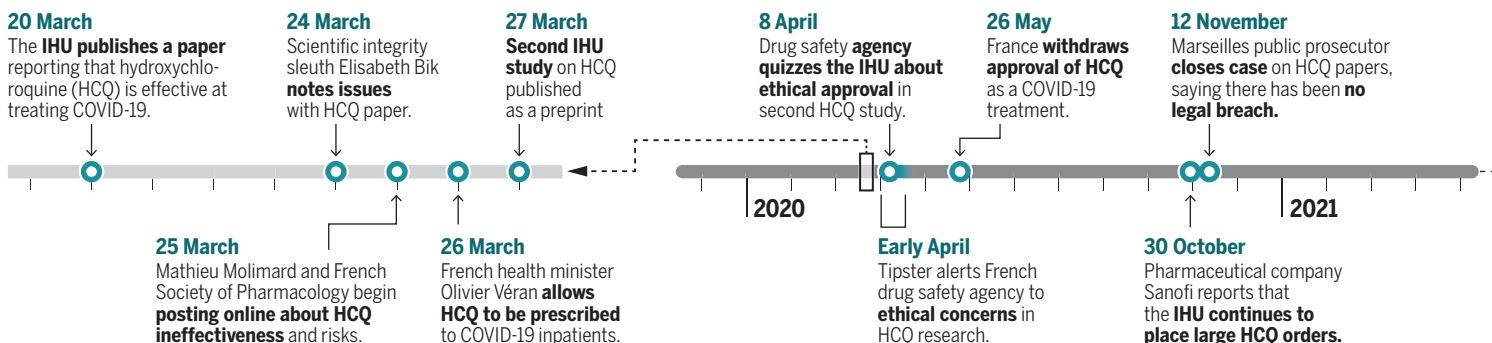 20 March
The IHU publishes a paper
reporting that hydroxychlo-
roquine (HCQ) is effective at
treating COVID-19.
24 March
Scientific integrity
sleuth Elisabeth Bik
notes issues
with HCQ paper.
27 March
Second IHU
study on HCQ
published
as a preprint
8 April
Drug safety agency
quizzes the IHU about
ethical approval in
second HCQ study.
26 May
France withdraws
approval of HCQ
as a COVID-19
treatment.
12 November
Marseilles public prosecutor
closes case on HCQ papers,
saying there has been no
legal breach.
2020
2021
25 March
Mathieu Molimard and French
Society of Pharmacology begin
posting online about HCQ
ineffectiveness and risks.
26 March
French health minister
Olivier Véran allows
HCQ to be prescribed
to COVID-19 inpatients.
Early April
Tipster alerts French
drug safety agency to
ethical concerns in
HCQ research.
30 October
Pharmaceutical company
Sanofi reports that
the IHU continues to
place large HCQ orders.